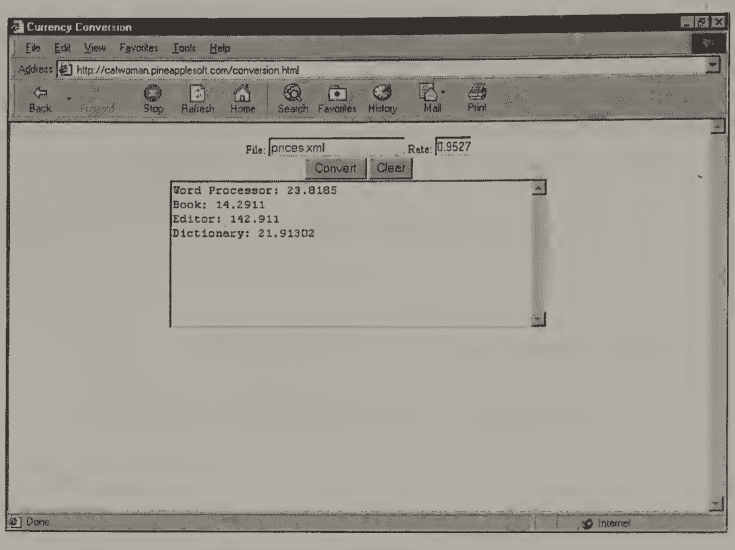 Currency Conversion
File Edit View Favorites Tools Help
Address http://catwoman.pineapplesoft.com/conversion.html
Back Forward Stop Refresh Home Search Favorites History Mail Print
File: prices.xml Rate: 0.9527
Convert Clear
Word Processor: 23.8185
Book: 14.2911
Editor: 142.911
Dictionary: 21.91302
Done Internet